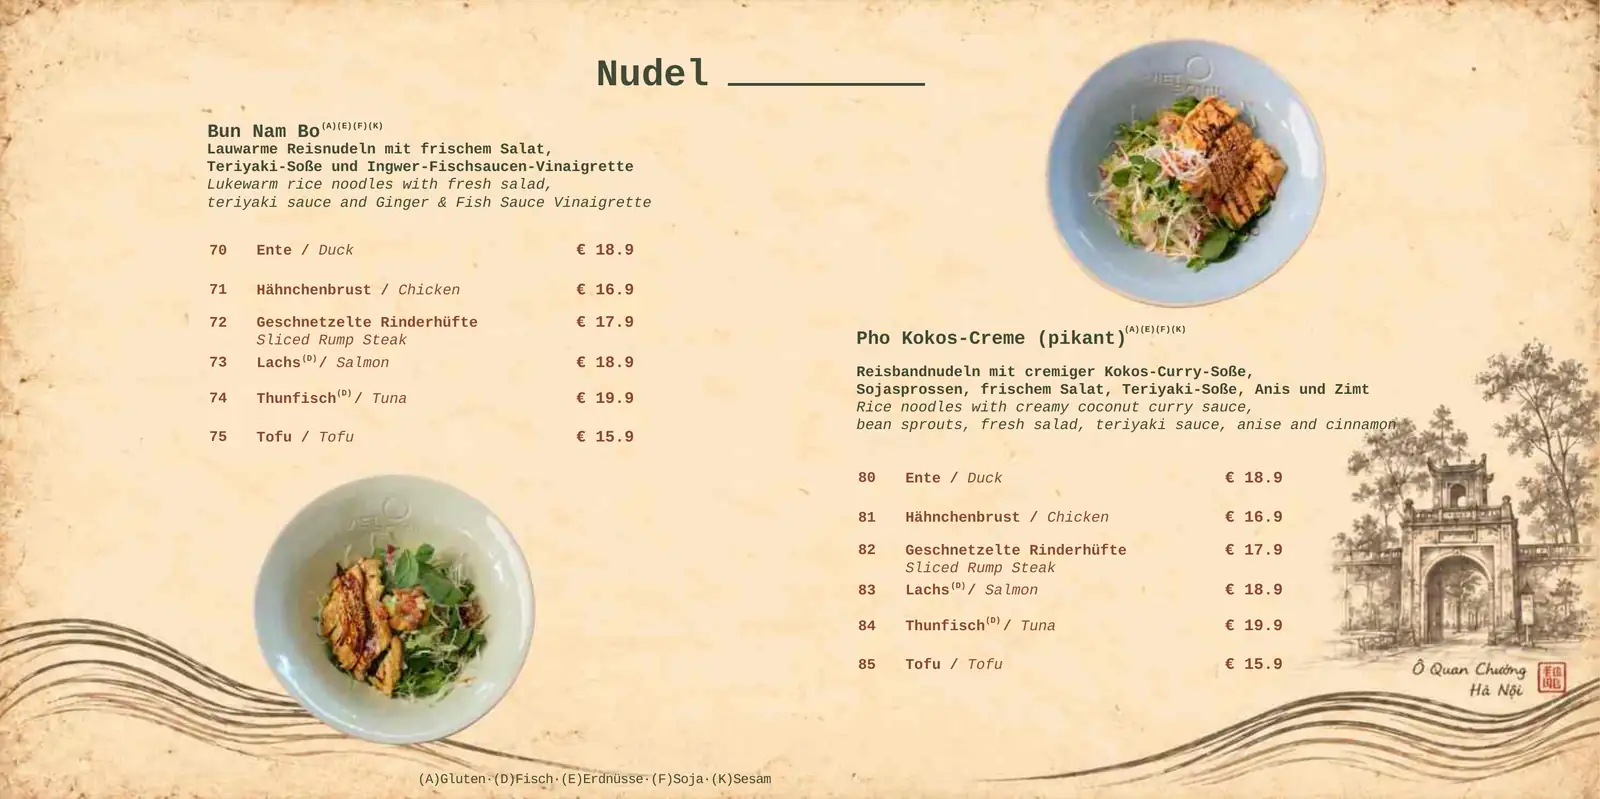 Nudel
Bun Nam Bo(A)(E)(F)(K)
Lauwarme Reisnudeln mit frischem Salat,
Teriyaki-Soße und Ingwer-Fischsaucen-Vinaigrette
Lukewarm rice noodles with fresh salad,
teriyaki sauce and Ginger & Fish Sauce Vinaigrette
70 Ente / Duck € 18.9
71 Hähnchenbrust / Chicken € 16.9
72 Geschnetzelte Rinderhüfte € 17.9
Sliced Rump Steak
73 Lachs(D)/ Salmon € 18.9
74 Thunfisch(D)/ Tuna € 19.9
75 Tofu / Tofu € 15.9
Pho Kokos-Creme (pikant)(A)(E)(F)(K)
Reisbandnudeln mit cremiger Kokos-Curry-Soße,
Sojasprossen, frischem Salat, Teriyaki-Soße, Anis und Zimt
Rice noodles with creamy coconut curry sauce,
bean sprouts, fresh salad, teriyaki sauce, anise and cinnamon
80 Ente / Duck € 18.9
81 Hähnchenbrust / Chicken € 16.9
82 Geschnetzelte Rinderhüfte € 17.9
Sliced Rump Steak
83 Lachs(D)/ Salmon € 18.9
84 Thunfisch(D)/ Tuna € 19.9
85 Tofu / Tofu € 15.9
Ô Quan Chưởng
Hà Nội
(A)Gluten·(D)Fisch·(E)Erdnüsse·(F)Soja·(K)Sesam